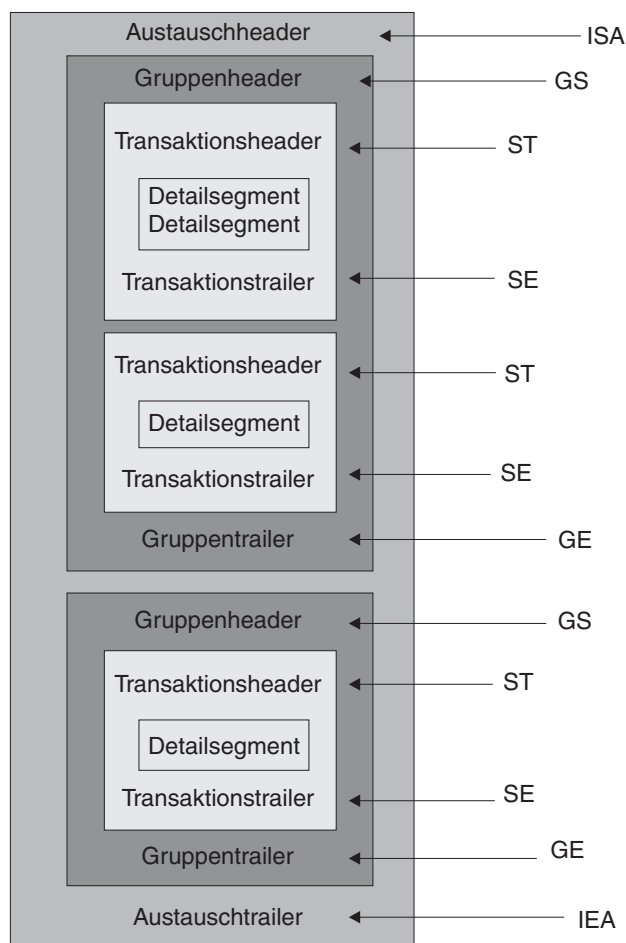 Austauschheader ISA
Gruppenheader GS
Transaktionsheader ST
Detailsegment
Detailsegment
Transaktionstrailer SE
Transaktionsheader ST
Detailsegment
Transaktionstrailer SE
Gruppentrailer GE
Gruppenheader GS
Transaktionsheader ST
Detailsegment
Transaktionstrailer SE
Gruppentrailer GE
Austauschtrailer IEA